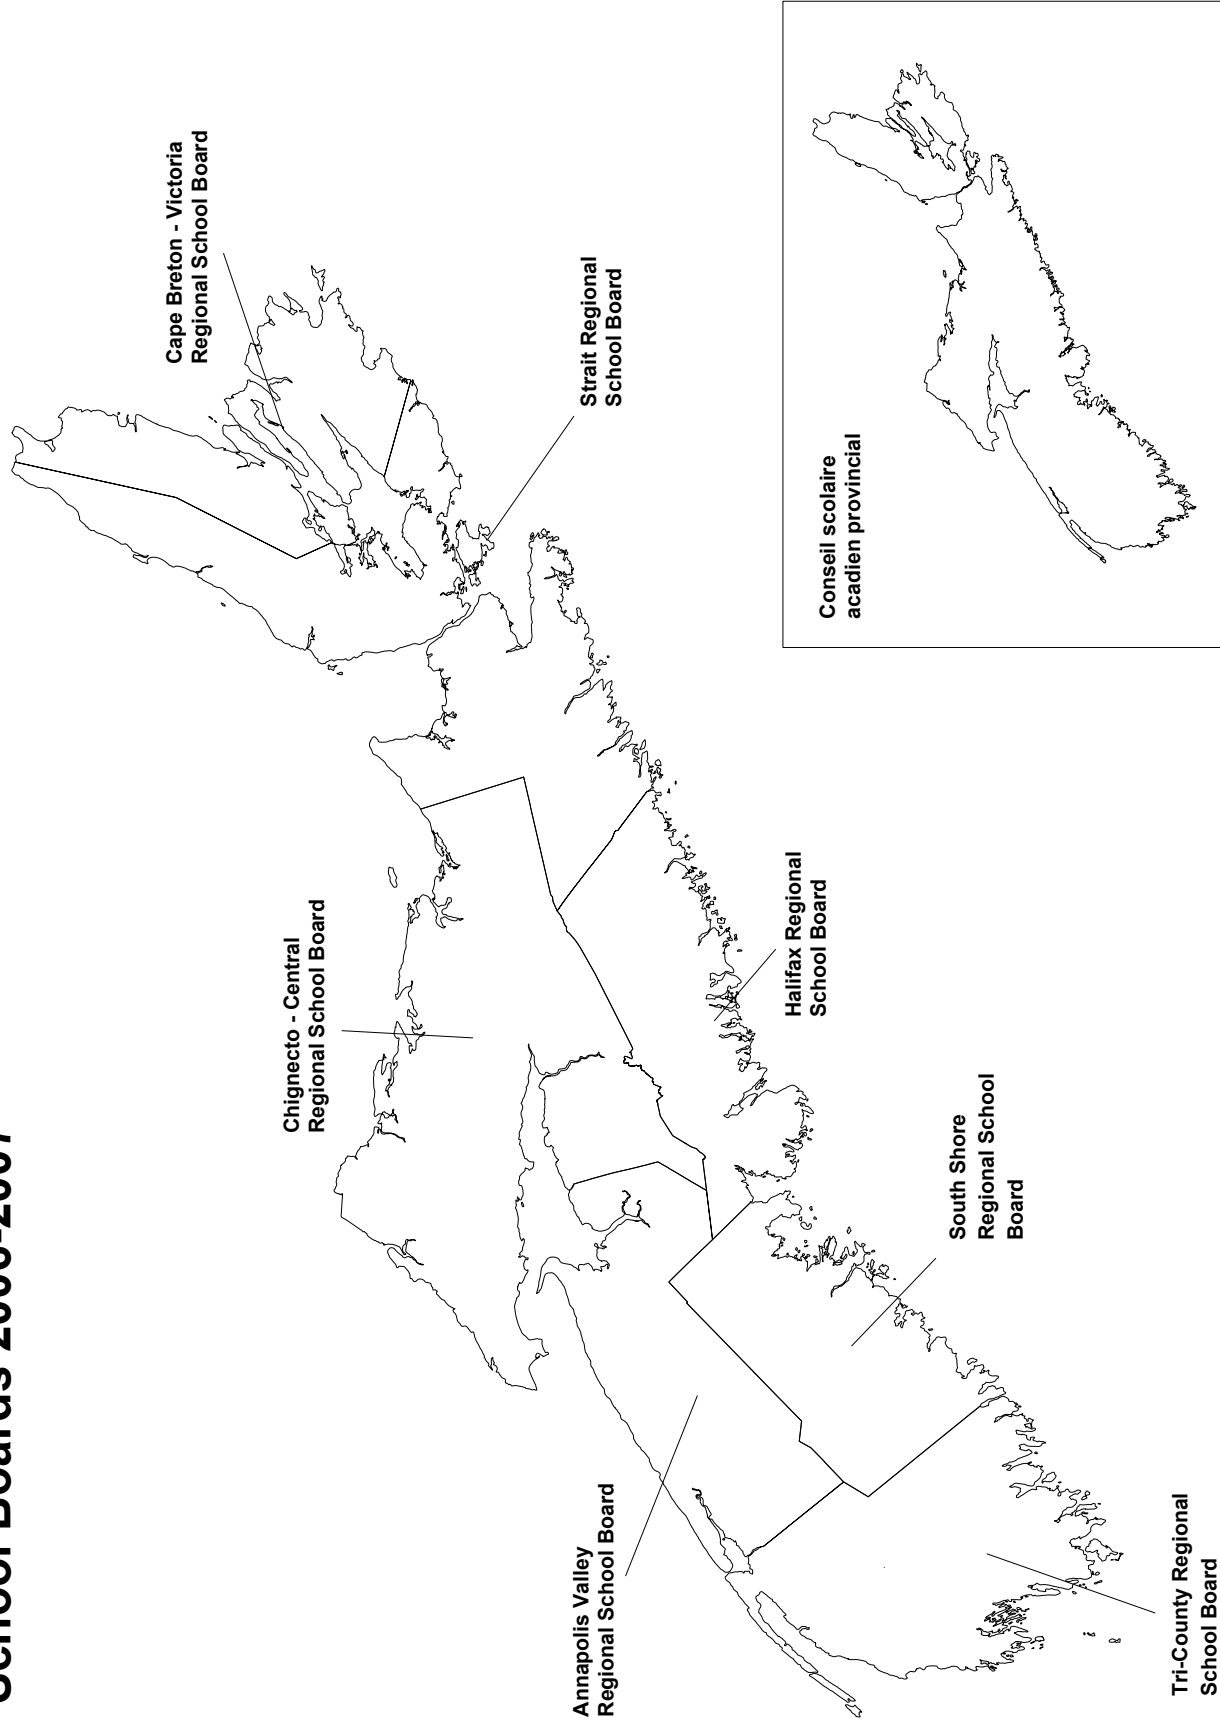 School Boards 2006-2007
Cape Breton - Victoria
Regional School Board
Strait Regional
School Board
Chignecto - Central
Regional School Board
Halifax Regional
School Board
South Shore
Regional School
Board
Annapolis Valley
Regional School Board
Tri-County Regional
School Board
Conseil scolaire
acadien provincial